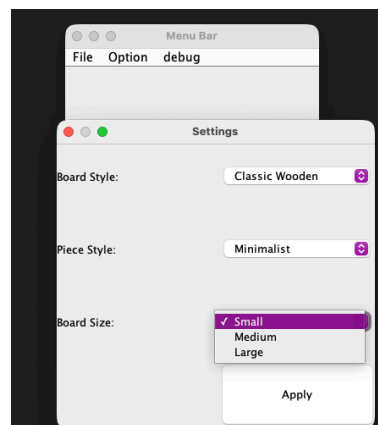 Menu Bar
File Option debug
Settings
Board Style: Classic Wooden
Piece Style: Minimalist
Board Size: ✓ Small
Medium
Large
Apply